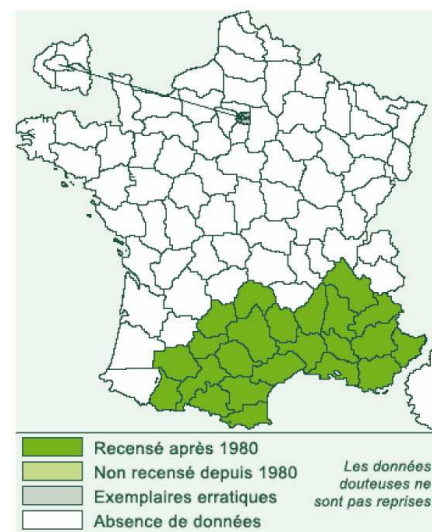 Recensé après 1980
Non recensé depuis 1980
Exemplaires erratiques
Absence de données
Les données
douteuses ne
sont pas reprises